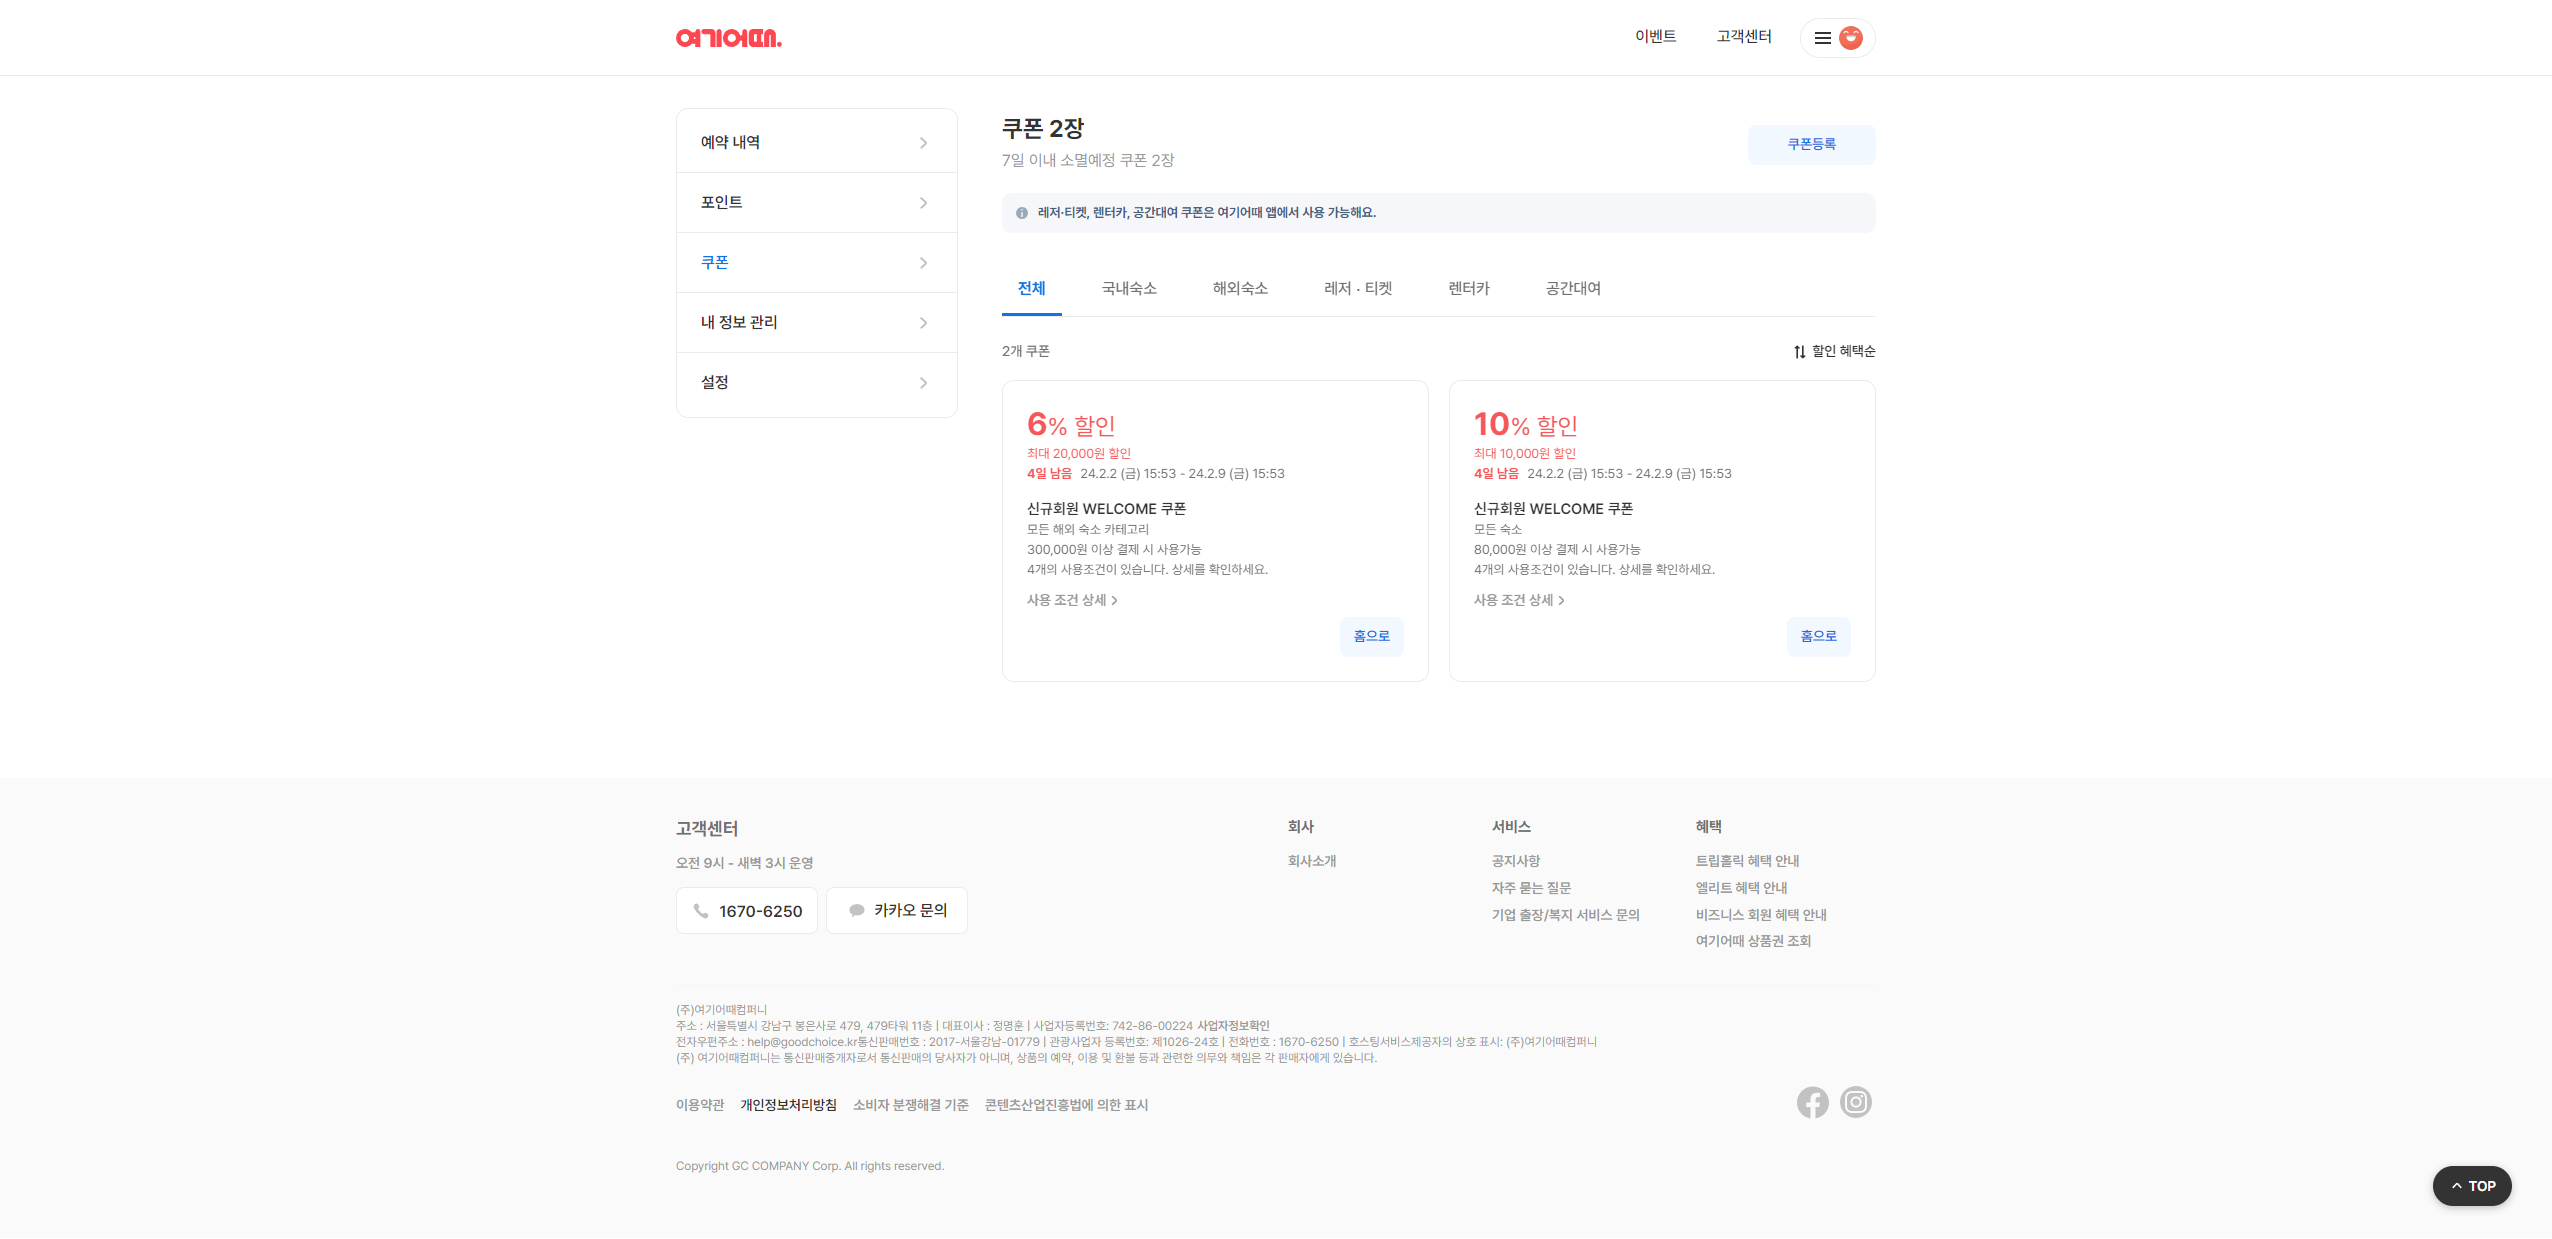 여기어때.
이벤트
고객센터
예약 내역
포인트
쿠폰
내 정보 관리
설정
쿠폰 2장
7일 이내 소멸예정 쿠폰 2장
쿠폰등록
레저·티켓, 렌터카, 공간대여 쿠폰은 여기어때 앱에서 사용 가능해요.
전체 국내숙소 해외숙소 레저 · 티켓 렌터카 공간대여
2개 쿠폰
할인 혜택순
6% 할인
최대 20,000원 할인
4일 남음 24.2.2 (금) 15:53 - 24.2.9 (금) 15:53
신규회원 WELCOME 쿠폰
모든 해외 숙소 카테고리
300,000원 이상 결제 시 사용가능
4개의 사용조건이 있습니다. 상세를 확인하세요.
사용 조건 상세
홈으로
10% 할인
최대 10,000원 할인
4일 남음 24.2.2 (금) 15:53 - 24.2.9 (금) 15:53
신규회원 WELCOME 쿠폰
모든 숙소
80,000원 이상 결제 시 사용가능
4개의 사용조건이 있습니다. 상세를 확인하세요.
사용 조건 상세
홈으로
고객센터
오전 9시 - 새벽 3시 운영
1670-6250
카카오 문의
회사
회사소개
서비스
공지사항
자주 묻는 질문
기업 출장/복지 서비스 문의
혜택
트립홀릭 혜택 안내
엘리트 혜택 안내
비즈니스 회원 혜택 안내
여기어때 상품권 조회
(주)여기어때컴퍼니
주소 : 서울특별시 강남구 봉은사로 479, 479타워 11층 | 대표이사 : 정명훈 | 사업자등록번호: 742-86-00224 사업자정보확인
전자우편주소 : help@goodchoice.kr통신판매번호 : 2017-서울강남-01779 | 관광사업자 등록번호: 제1026-24호 | 전화번호 : 1670-6250 | 호스팅서비스제공자의 상호 표시: (주)여기어때컴퍼니
(주) 여기어때컴퍼니는 통신판매중개자로서 통신판매의 당사자가 아니며, 상품의 예약, 이용 및 환불 등과 관련한 의무와 책임은 각 판매자에게 있습니다.
이용약관 개인정보처리방침 소비자 분쟁해결 기준 콘텐츠산업진흥법에 의한 표시
Copyright GC COMPANY Corp. All rights reserved.
TOP